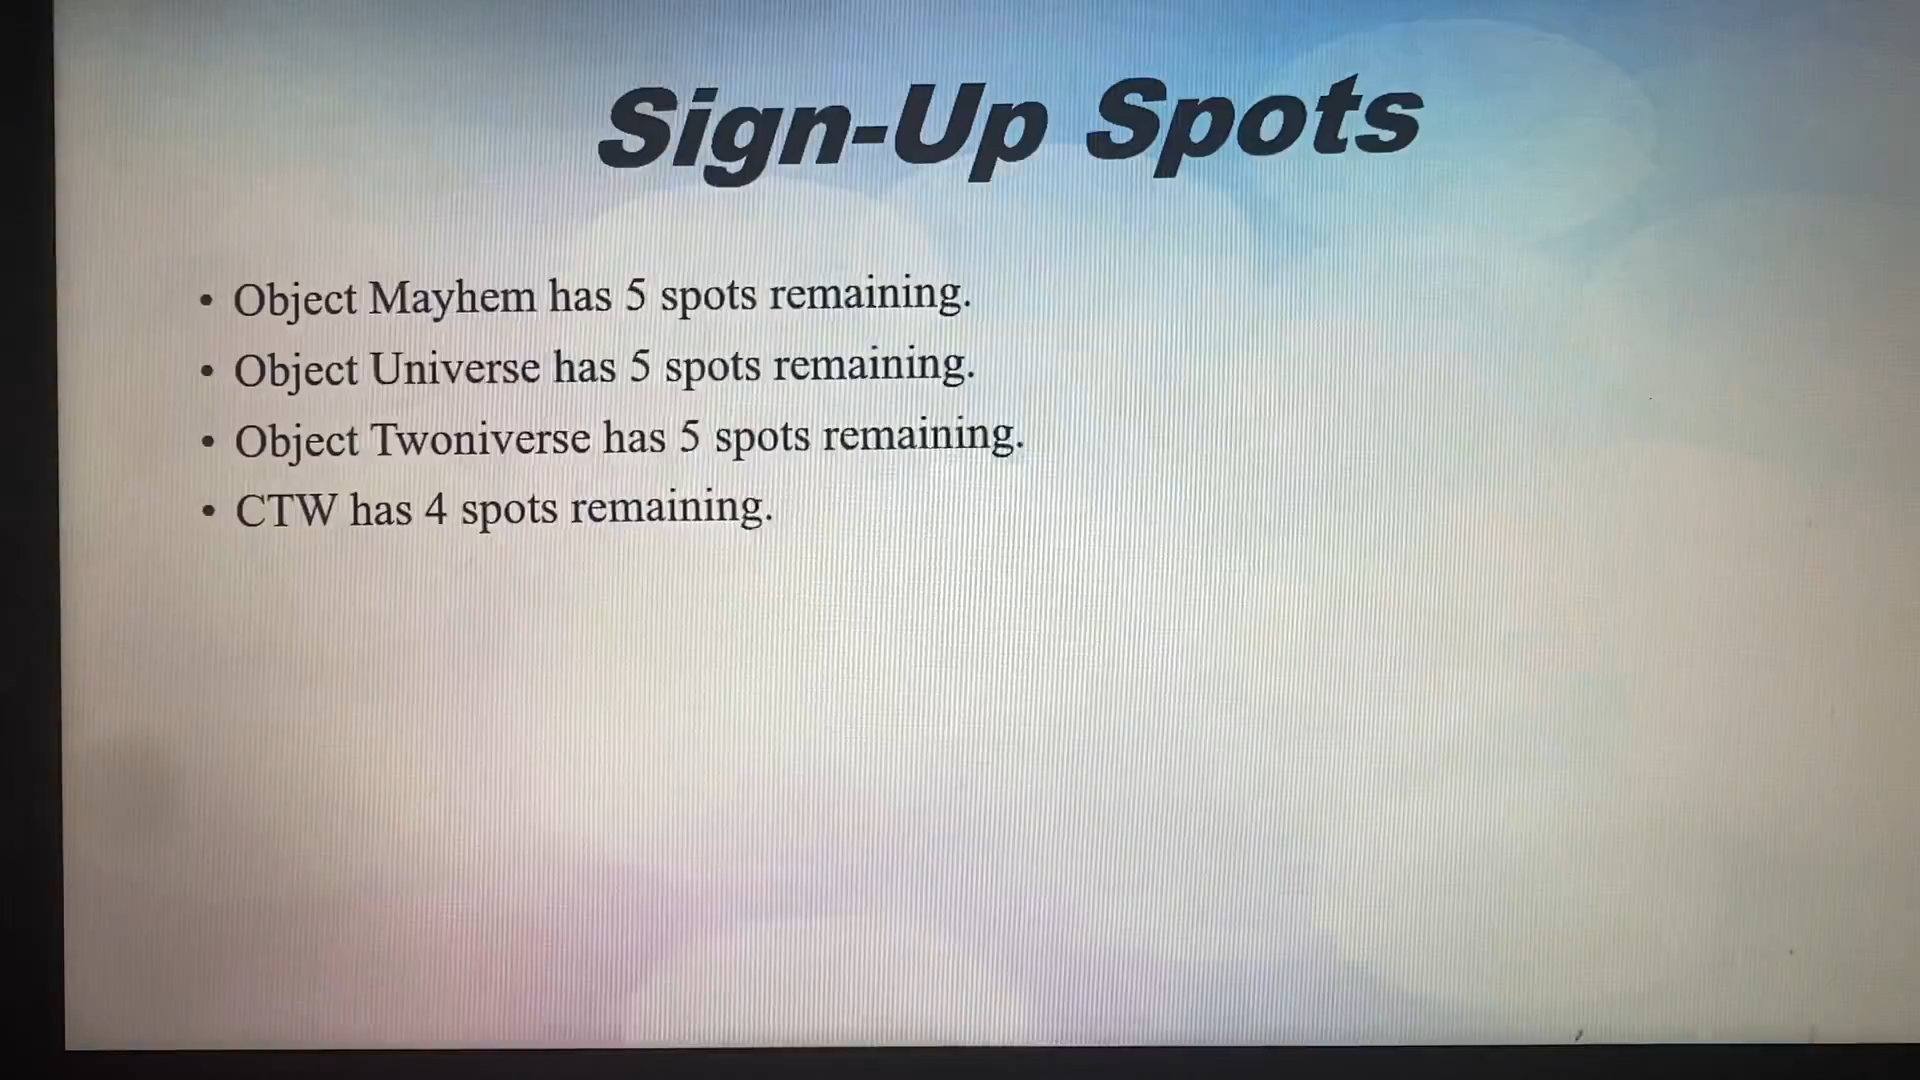 Sign-Up Spots
• Object Mayhem has 5 spots remaining.
• Object Universe has 5 spots remaining.
• Object Twoniverse has 5 spots remaining.
• CTW has 4 spots remaining.